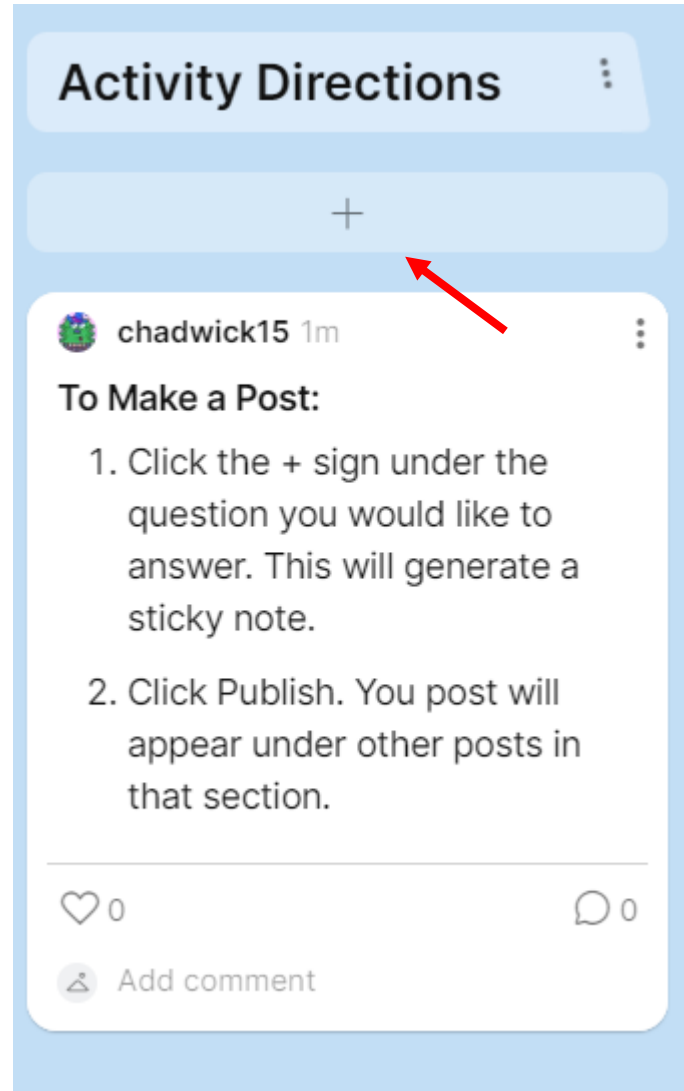 Activity Directions
+
chadwick15 1m
To Make a Post:
1. Click the + sign under the
question you would like to
answer. This will generate a
sticky note.
2. Click Publish. You post will
appear under other posts in
that section.
0 0
Add comment